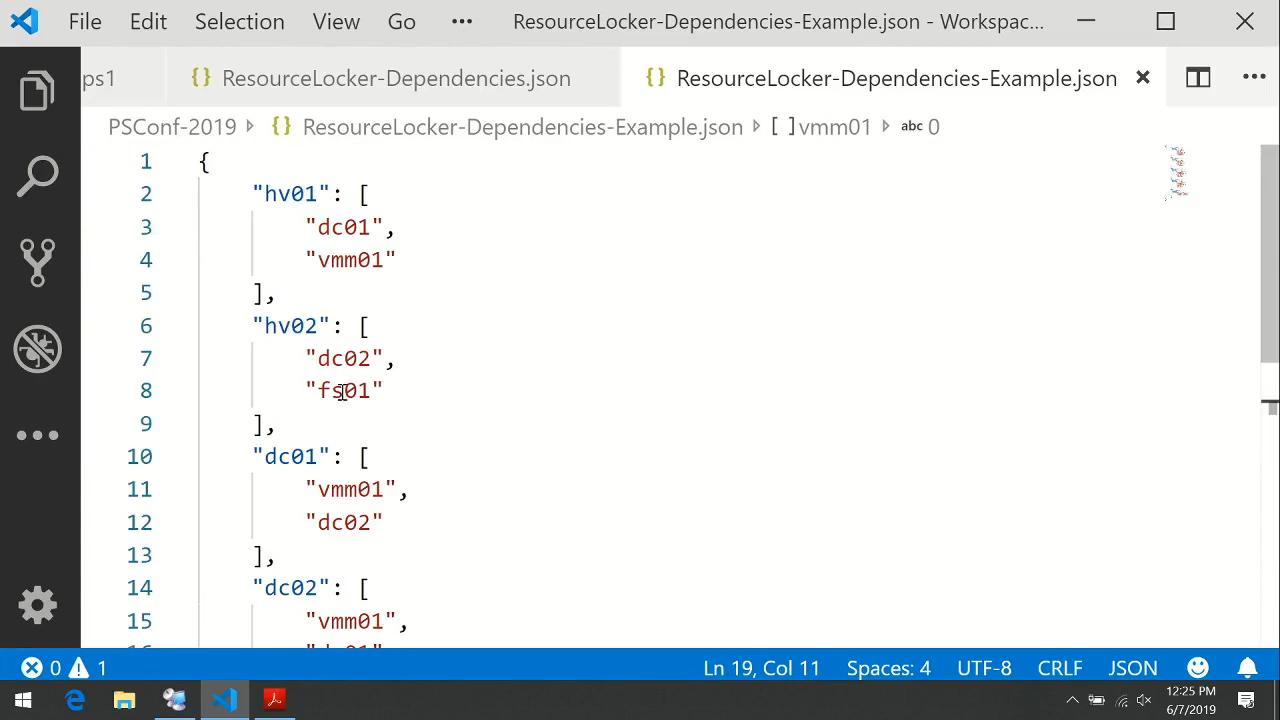 File Edit Selection View Go ••• ResourceLocker-Dependencies-Example.json - Workspac...
ps1 {} ResourceLocker-Dependencies.json {} ResourceLocker-Dependencies-Example.json
PSConf-2019 {} ResourceLocker-Dependencies-Example.json [ ] vmm01 abc 0
1 {
2 "hv01": [
3 "dc01",
4 "vmm01"
5 ],
6 "hv02": [
7 "dc02",
8 "fs01"
9 ],
10 "dc01": [
11 "vmm01",
12 "dc02"
13 ],
14 "dc02": [
15 "vmm01",
0 1 Ln 19, Col 11 Spaces: 4 UTF-8 CRLF JSON
12:25 PM
6/7/2019